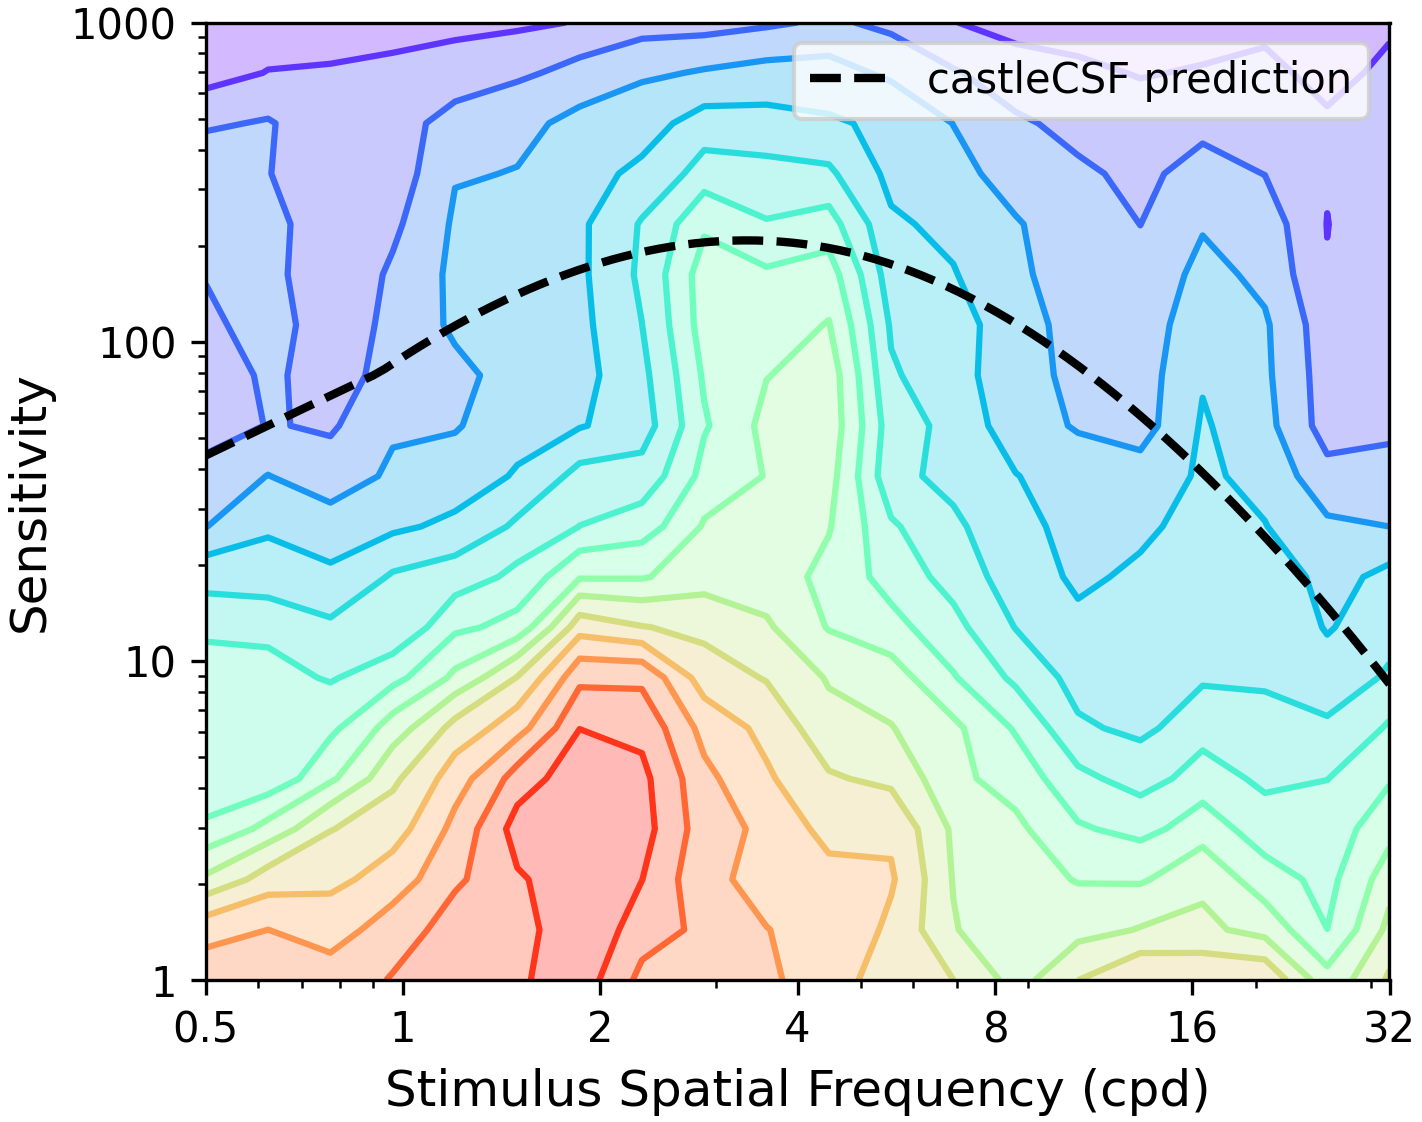 1000
100
10
1
Sensitivity
castleCSF prediction
0.5 1 2 4 8 16 32
Stimulus Spatial Frequency (cpd)